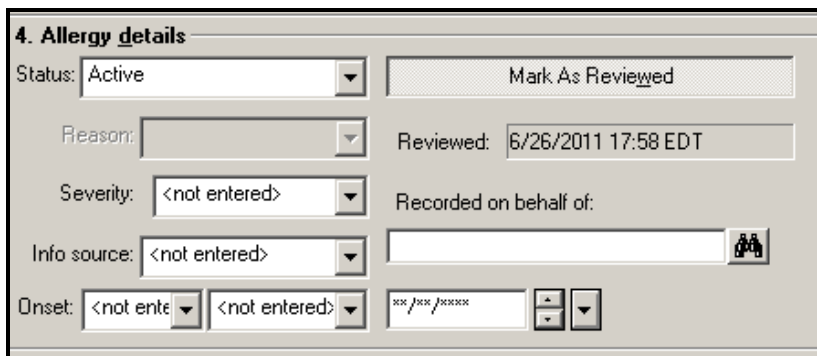 4. Allergy details
Status: Active Mark As Reviewed
Reason: Reviewed: 6/26/2011 17:58 EDT
Severity: <not entered> Recorded on behalf of:
Info source: <not entered>
Onset: <not ente <not entered> **/**/****